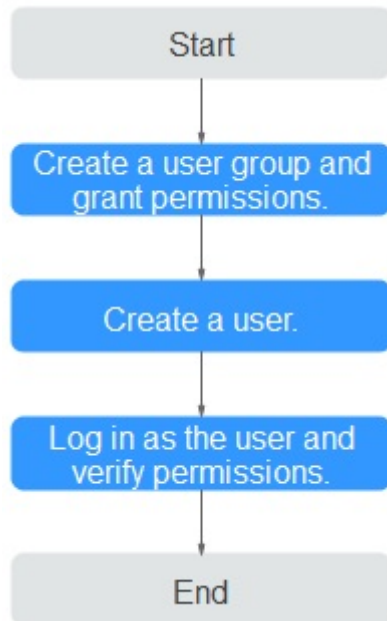 Start
Create a user group and
grant permissions.
Create a user.
Log in as the user and
verify permissions.
End